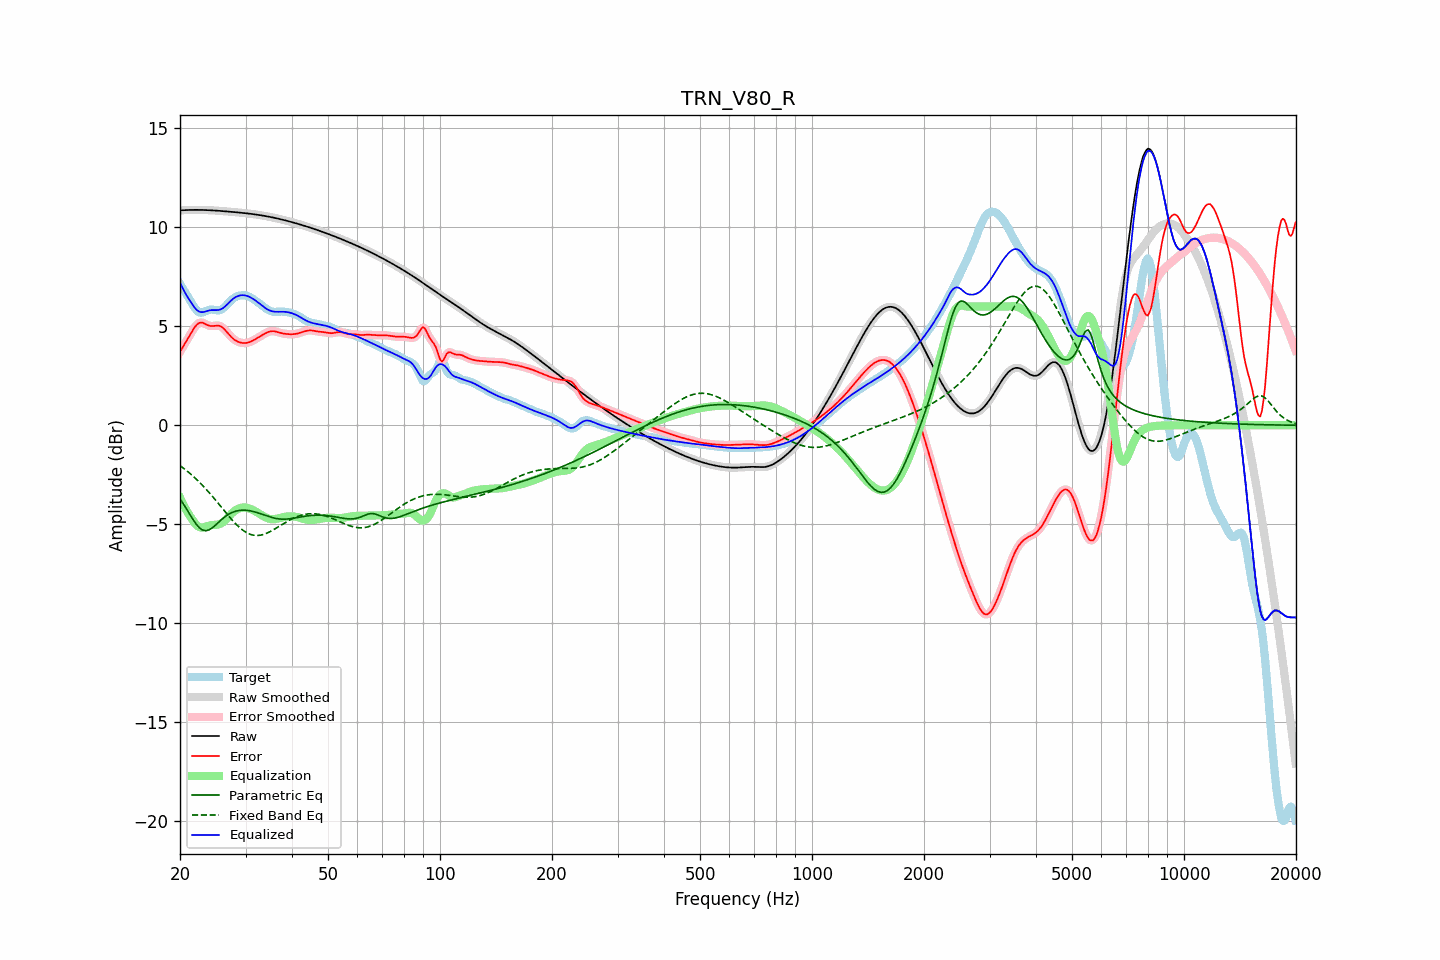 TRN_V80_R
Amplitude (dBr)
15
10
5
0
−5
−10
−15
−20
Target
Raw Smoothed
Error Smoothed
Raw
Error
Equalization
Parametric Eq
Fixed Band Eq
Equalized
20
50
100
200
500
1000
2000
5000
10000
20000
Frequency (Hz)